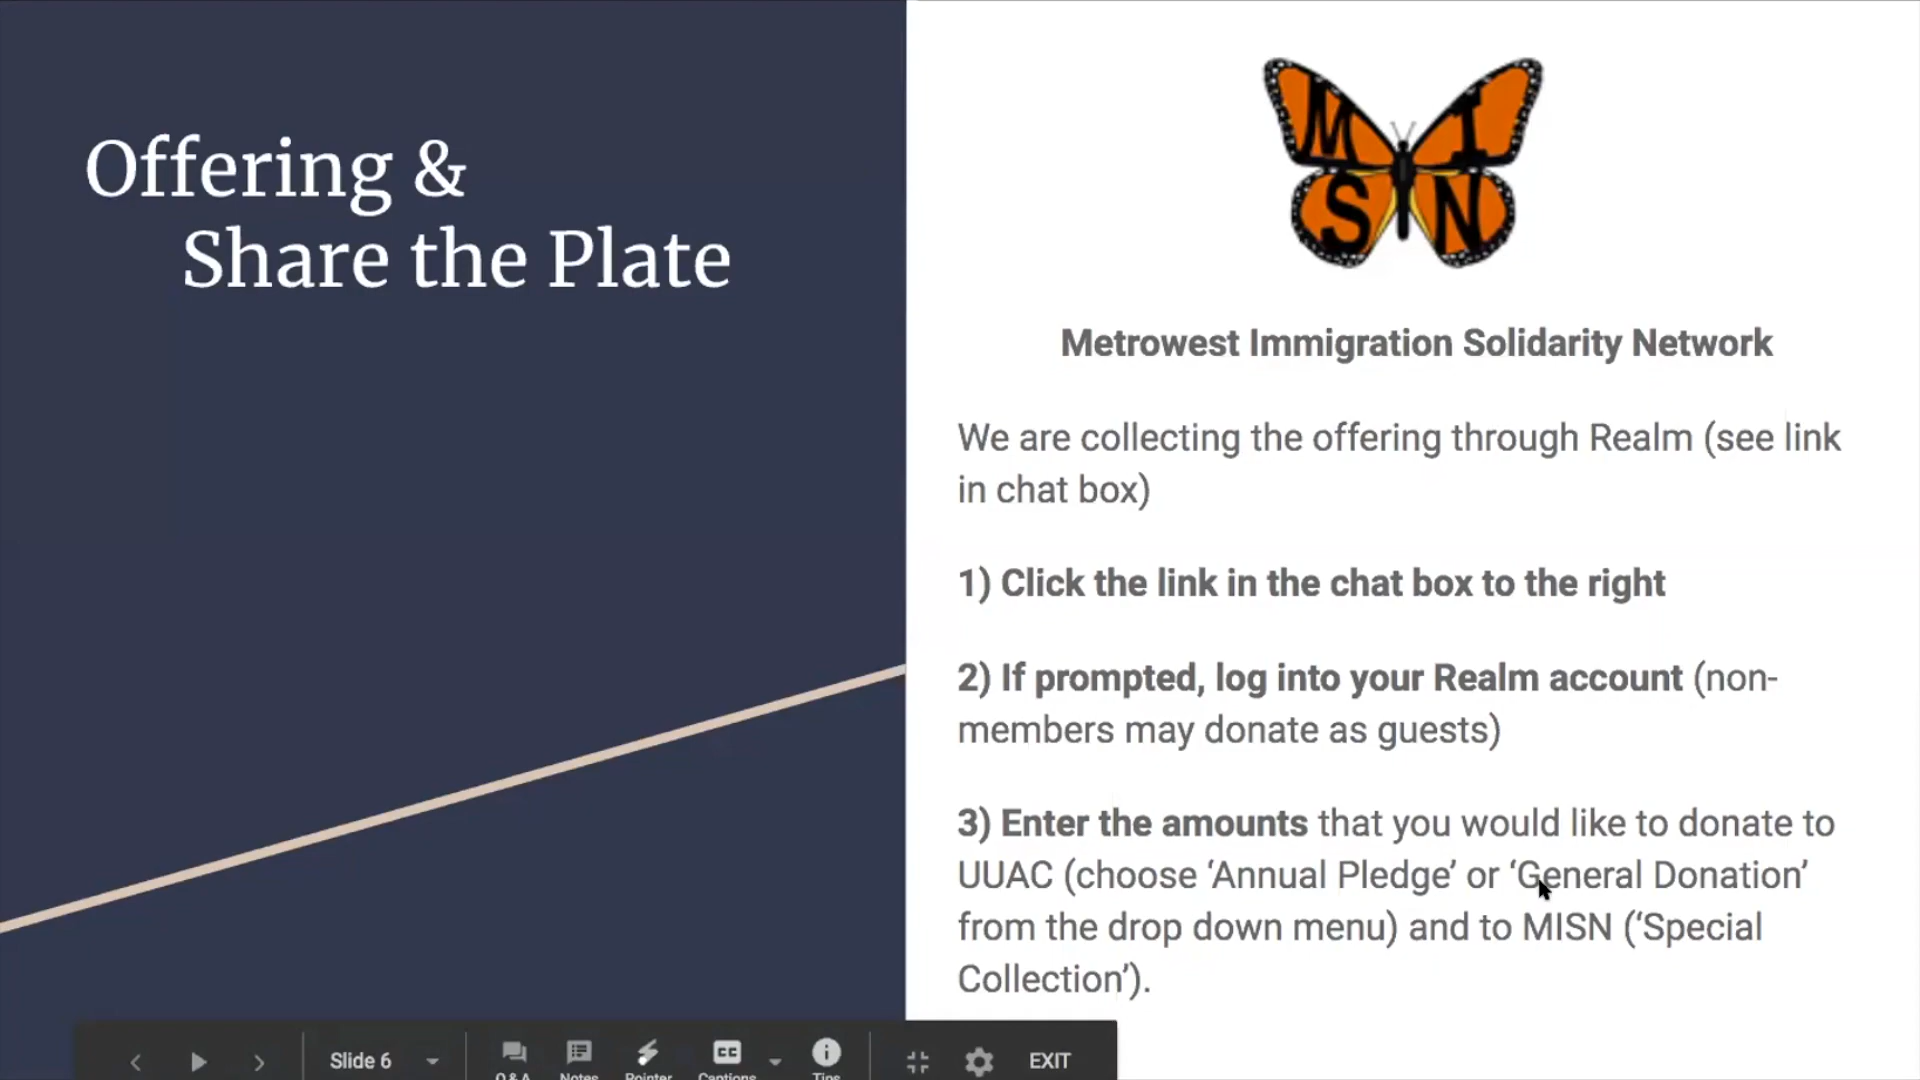 Offering &
Share the Plate
M I
S N
Metrowest Immigration Solidarity Network
We are collecting the offering through Realm (see link
in chat box)
1) Click the link in the chat box to the right
2) If prompted, log into your Realm account (non-
members may donate as guests)
3) Enter the amounts that you would like to donate to
UUAC (choose ‘Annual Pledge’ or ‘General Donation’
from the drop down menu) and to MISN (‘Special
Collection’).
Slide 6
CC
EXIT
Q & A Notes Pointer Captions Tips